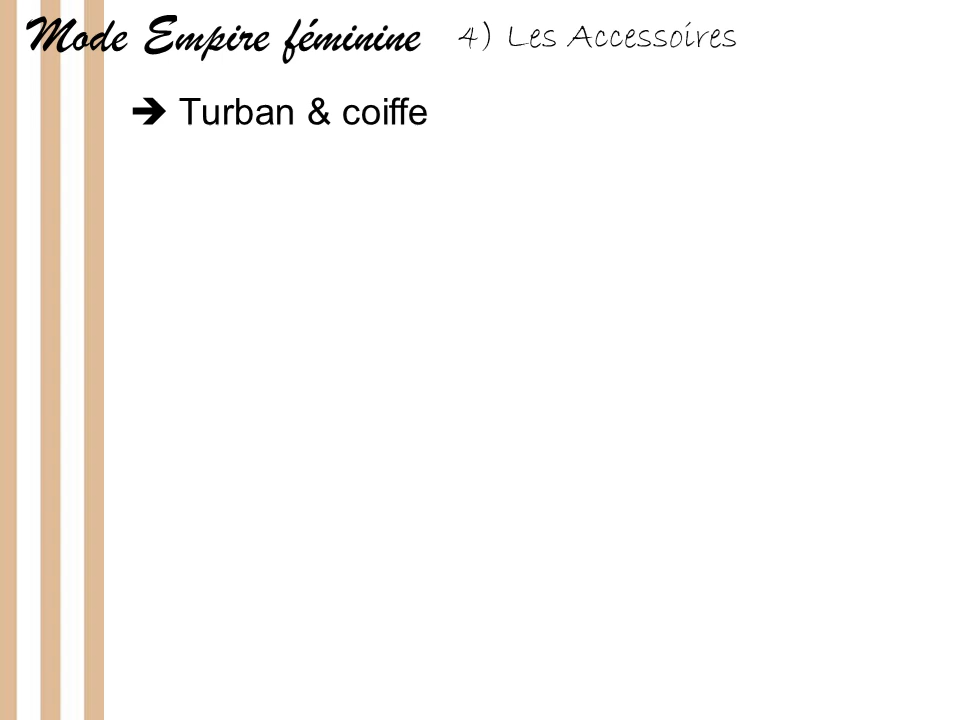 Mode Empire féminine 4) Les Accessoires
➔ Turban & coiffe